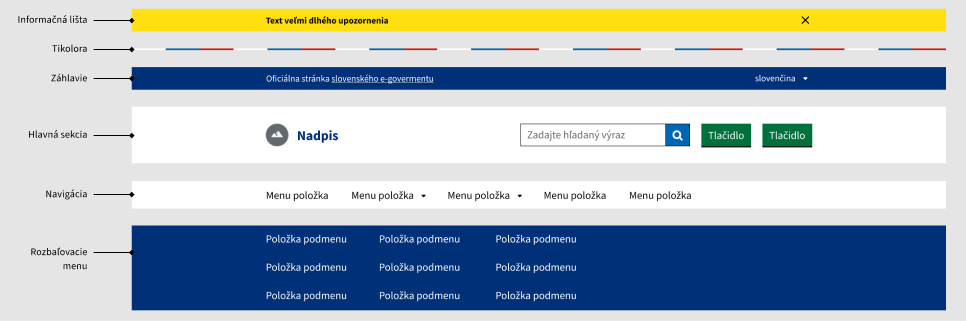 Informačná lišta
Text veľmi dlhého upozornenia
Tikolora
Záhlavie
Oficiálna stránka slovenského e-govermentu
slovenčina
Hlavná sekcia
Nadpis
Zadajte hľadaný výraz
Tlačidlo
Tlačidlo
Navigácia
Menu položka
Menu položka
Menu položka
Menu položka
Menu položka
Rozbaľovacie
menu
Položka podmenu
Položka podmenu
Položka podmenu
Položka podmenu
Položka podmenu
Položka podmenu
Položka podmenu
Položka podmenu
Položka podmenu